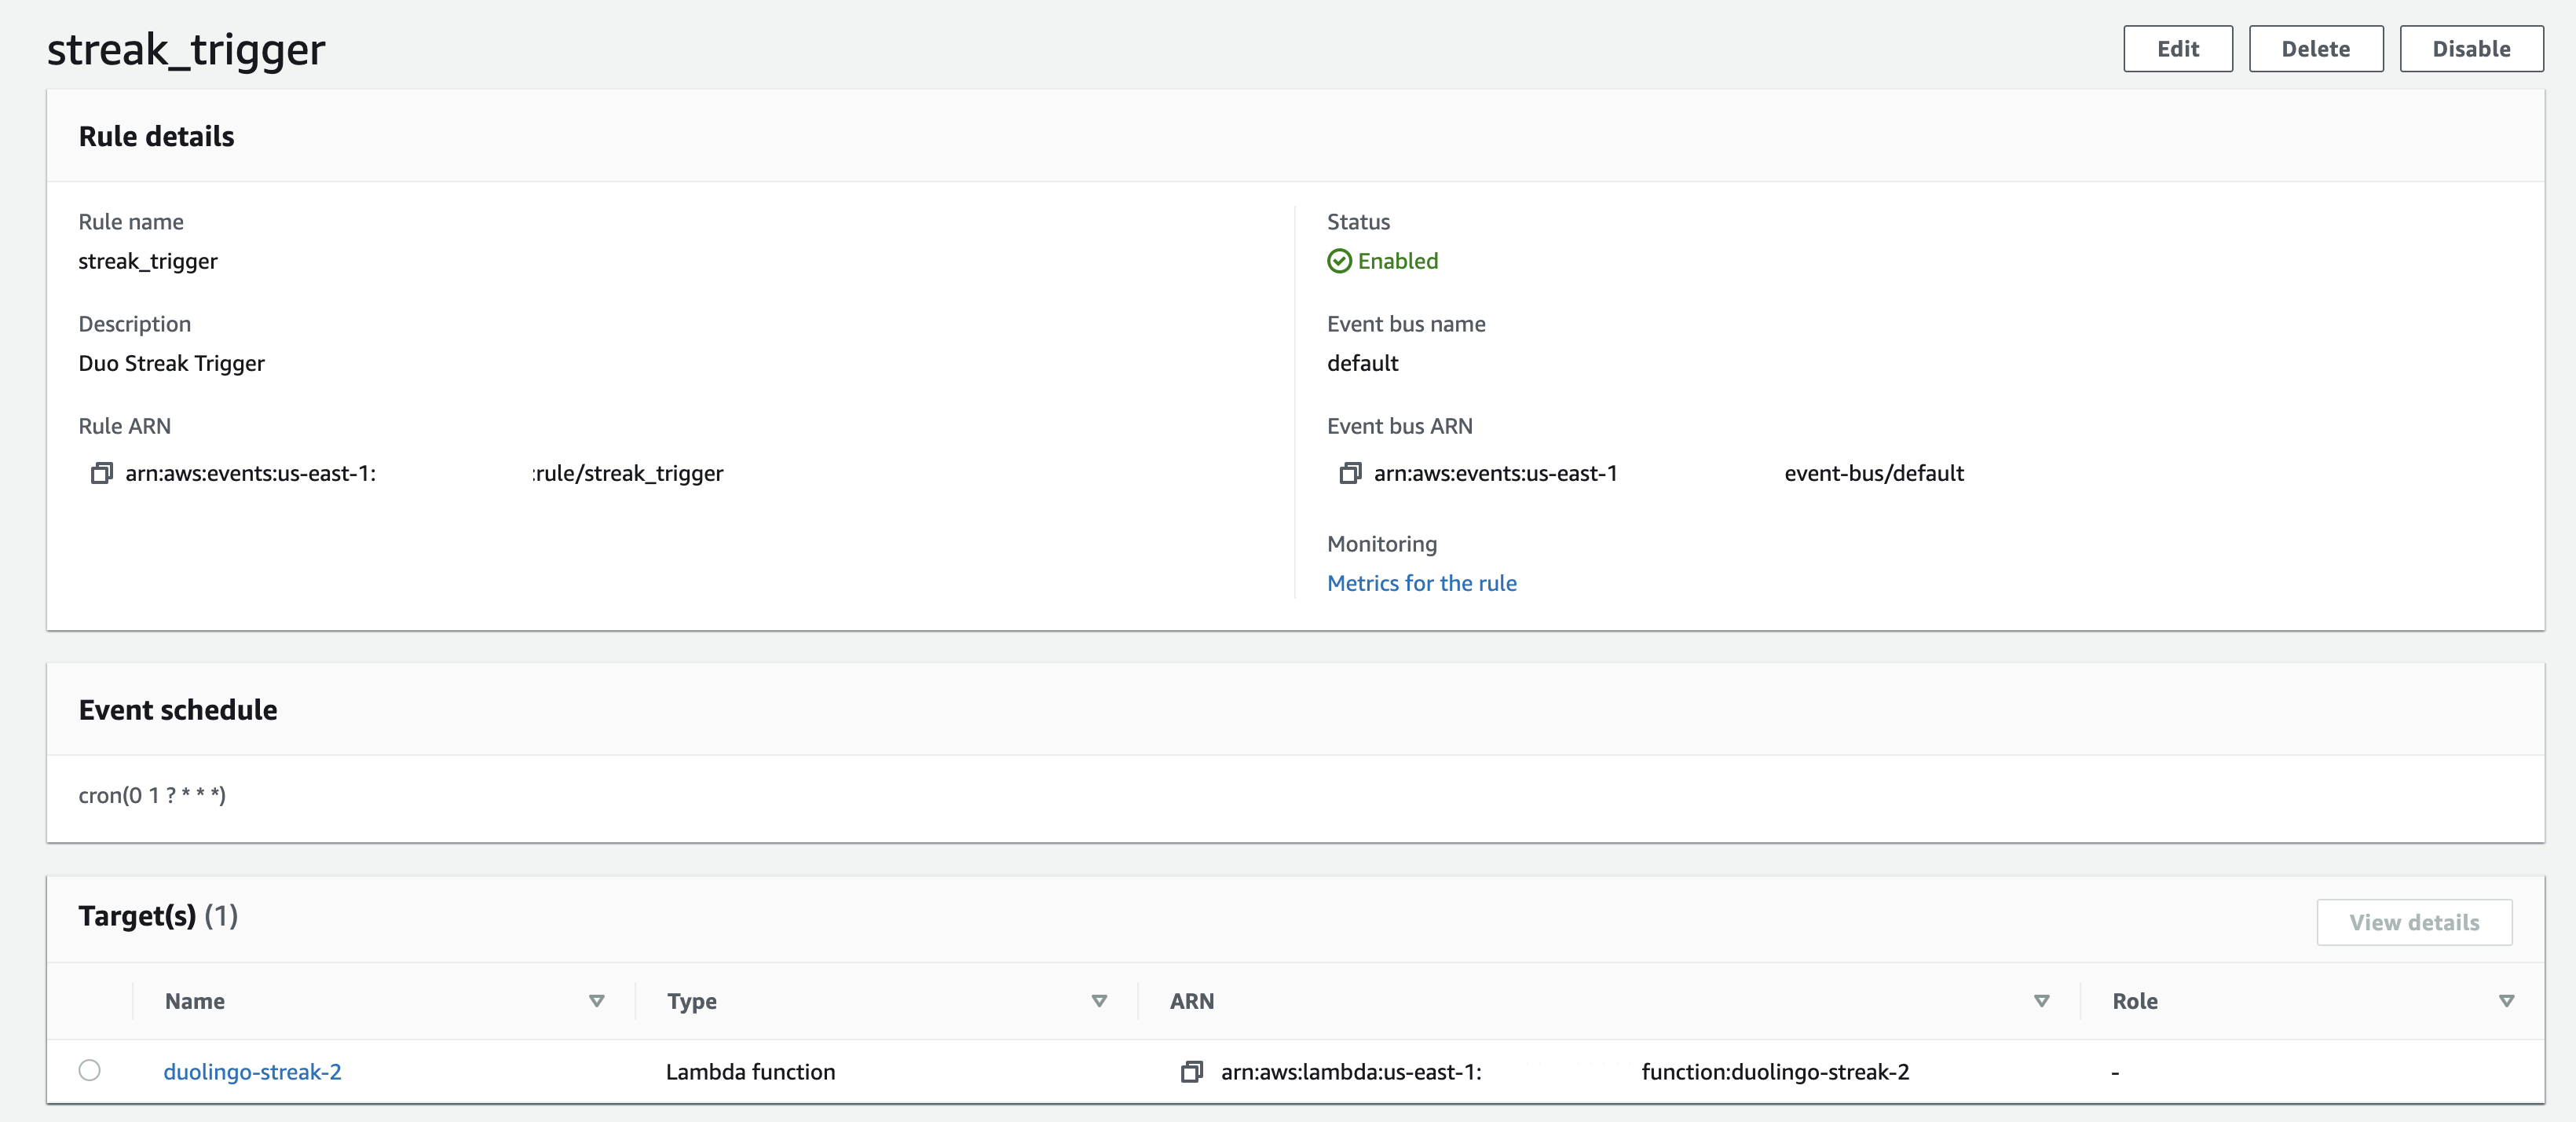 streak_trigger
Edit
Delete
Disable
Rule details
Rule name
streak_trigger
Description
Duo Streak Trigger
Rule ARN
arn:aws:events:us-east-1: :rule/streak_trigger
Status
Enabled
Event bus name
default
Event bus ARN
arn:aws:events:us-east-1 event-bus/default
Monitoring
Metrics for the rule
Event schedule
cron(0 1 ? * * *)
Target(s) (1)
View details
Name Type ARN Role
duolingo-streak-2 Lambda function arn:aws:lambda:us-east-1: function:duolingo-streak-2 -